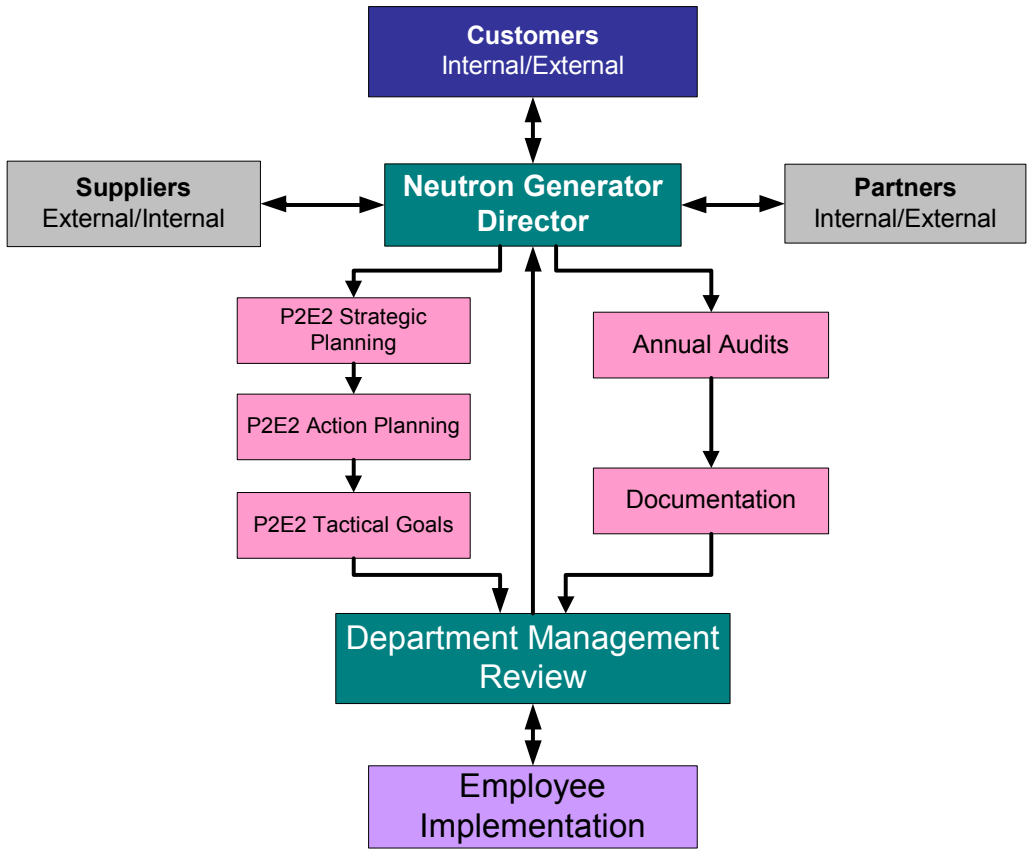 Customers
Internal/External
Suppliers
External/Internal
Neutron Generator
Director
Partners
Internal/External
P2E2 Strategic
Planning
Annual Audits
P2E2 Action Planning
P2E2 Tactical Goals
Documentation
Department Management
Review
Employee
Implementation